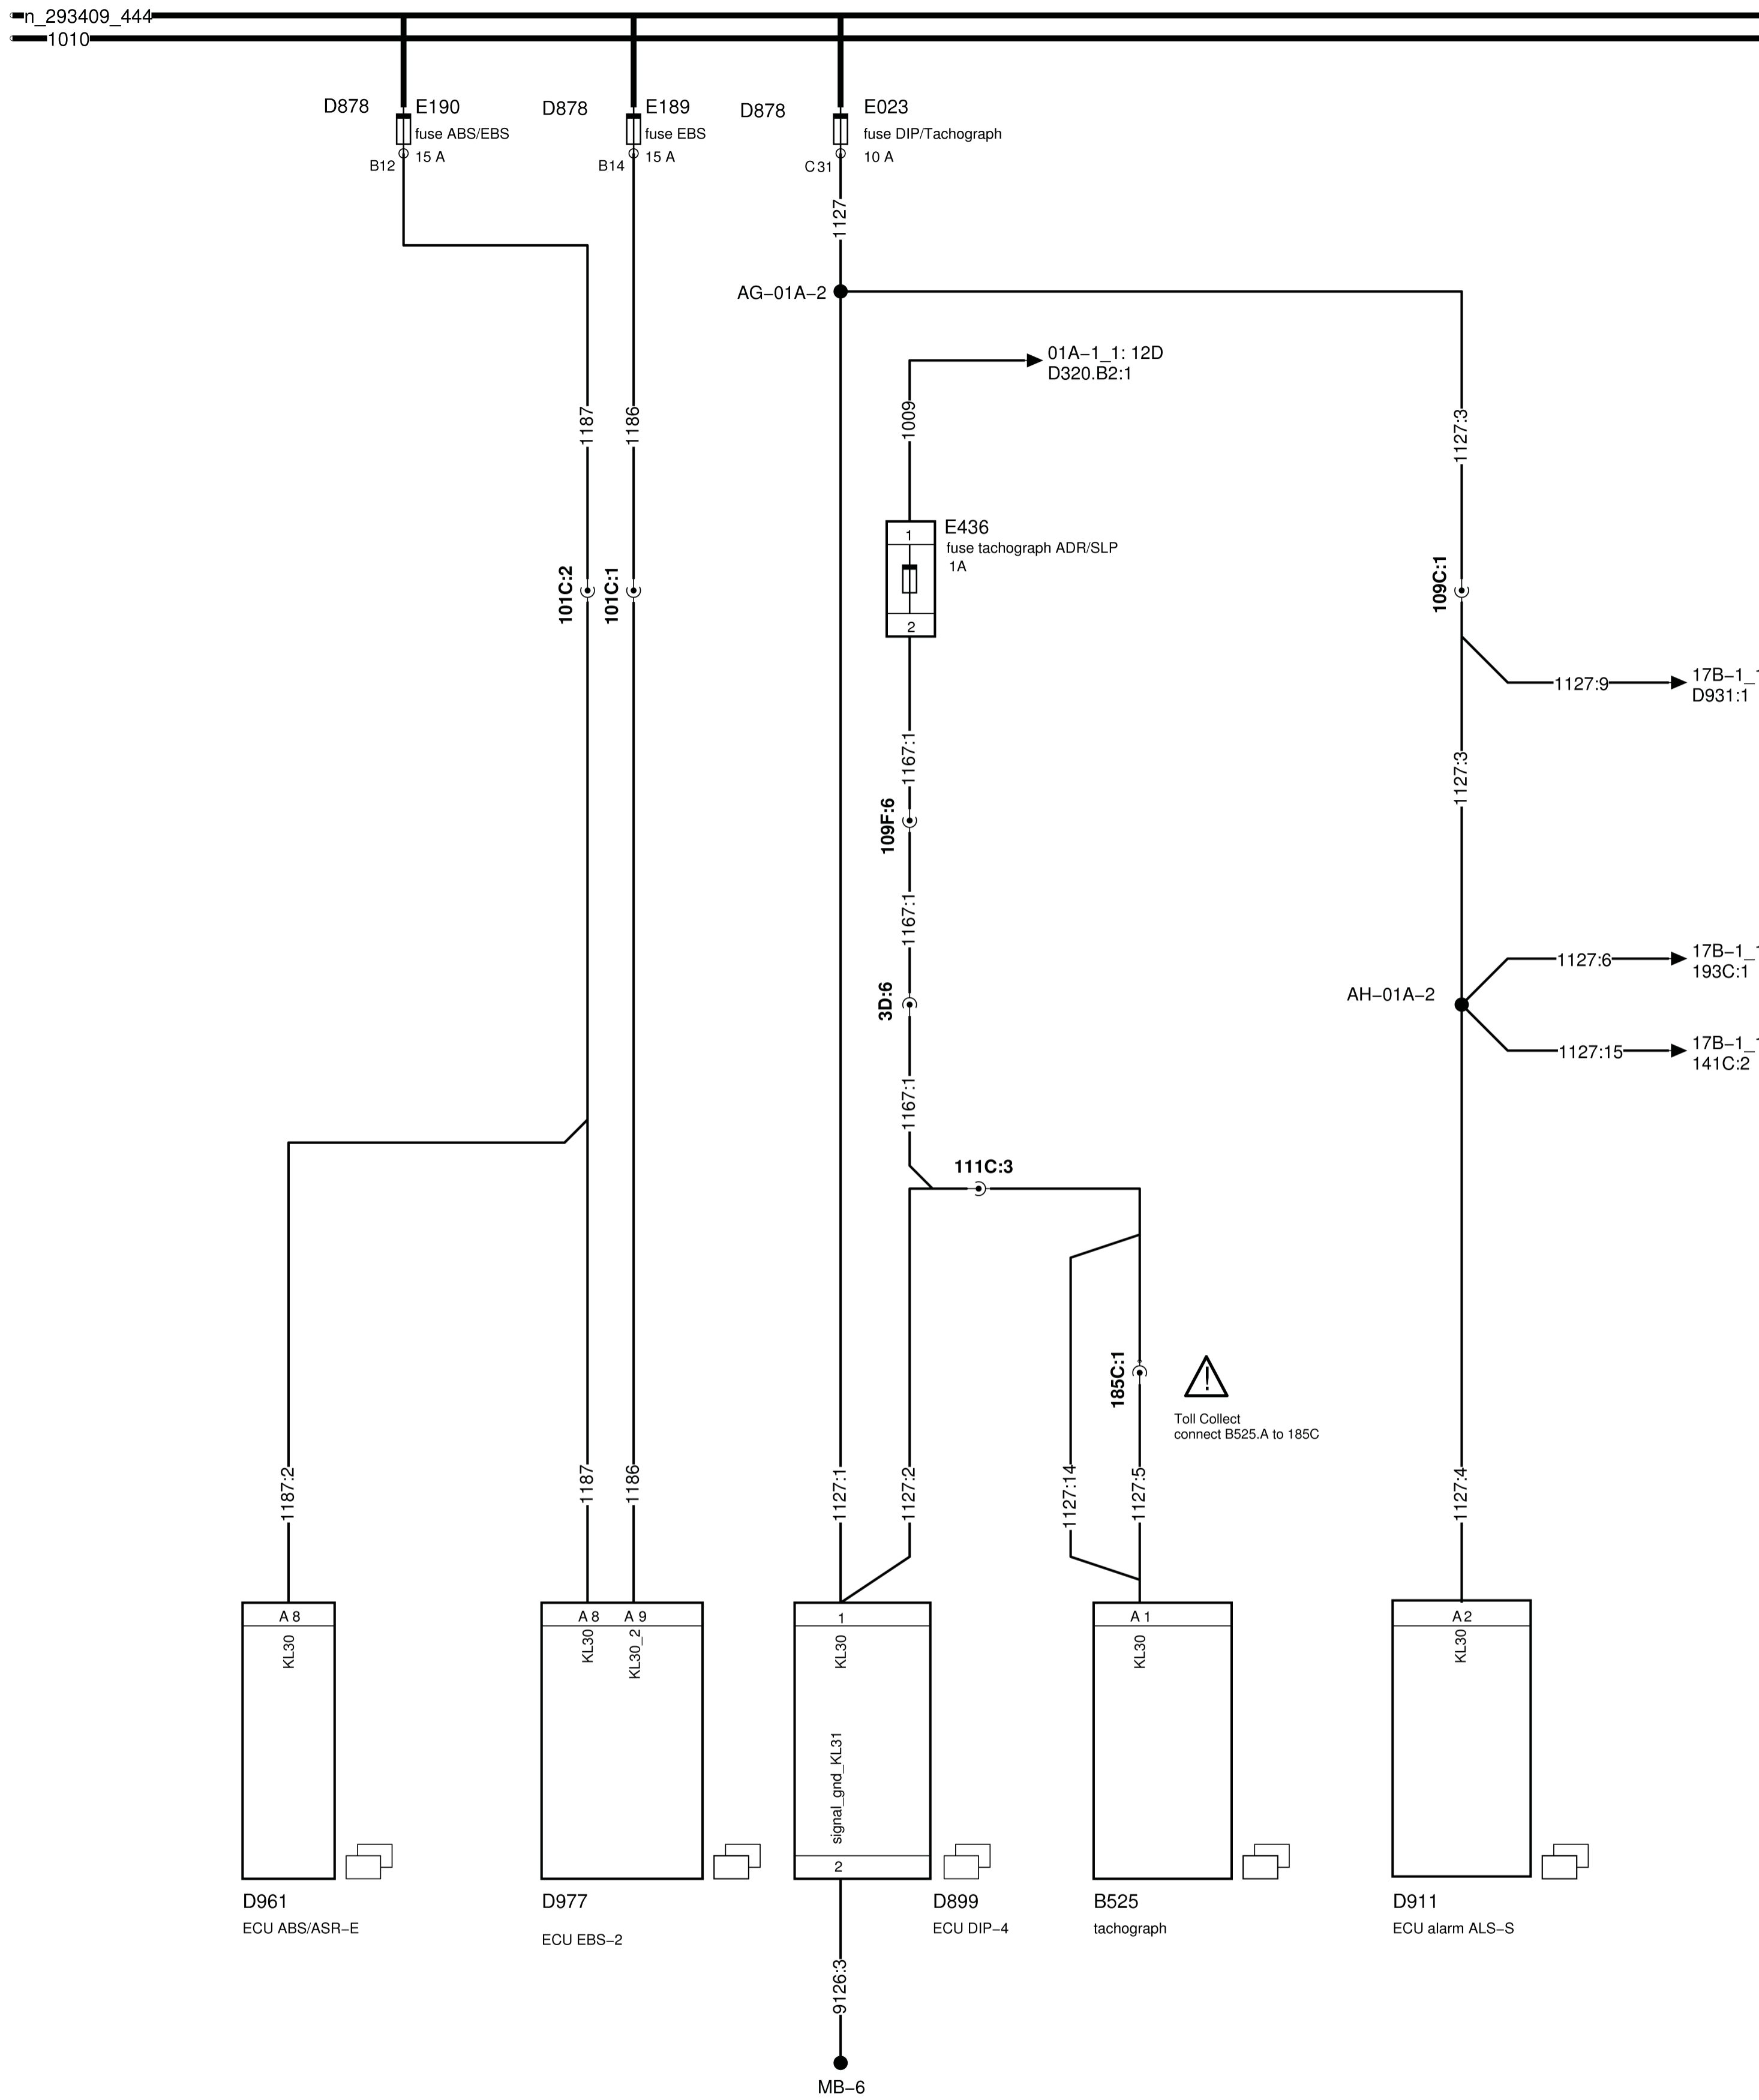 n_293409_444
1010
D878
E190
fuse ABS/EBS
15 A
B12
D878
E189
fuse EBS
15 A
B14
D878
E023
fuse DIP/Tachograph
10 A
C31
1127
AG-01A-2
01A-1_1: 12D
D320.B2:1
1009
1187
1186
1127:3
E436
fuse tachograph ADR/SLP
1A
1
2
101C:2
101C:1
109C:1
1127:9
17B-1_1
D931:1
1167:1
1127:3
109F:6
1167:1
1127:6
17B-1_1
193C:1
3D:6
AH-01A-2
1127:15
17B-1_1
141C:2
1167:1
111C:3
185C:1
Toll Collect
connect B525.A to 185C
1187:2
1187
1186
1127:1
1127:2
1127:14
1127:5
1127:4
A 8
A 8
A 9
1
A 1
A 2
KL30
KL30
KL30_2
KL30
KL30
KL30
signal_gnd_KL31
2
D961
ECU ABS/ASR-E
D977
ECU EBS-2
D899
ECU DIP-4
B525
tachograph
D911
ECU alarm ALS-S
9126:3
MB-6